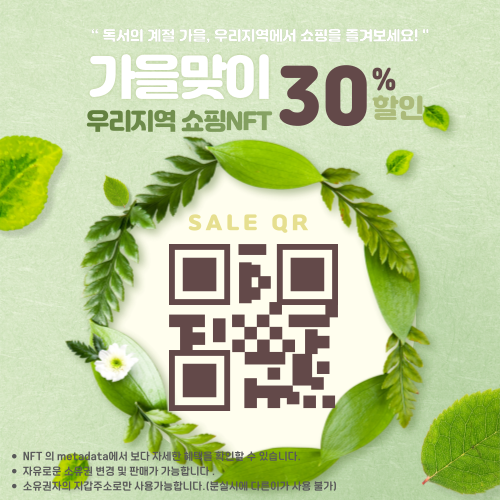 “ 독서의 계절 가을, 우리지역에서 쇼핑을 즐겨보세요! ”
가을맞이 30% 할인
우리지역 쇼핑NFT
SALE QR
• NFT 의 metadata에서 보다 자세한 혜택을 확인할 수 있습니다.
• 자유로운 소유권 변경 및 판매가 가능합니다 .
• 소유권자의 지갑주소로만 사용가능합니다.(분실시에 다른이가 사용 불가)